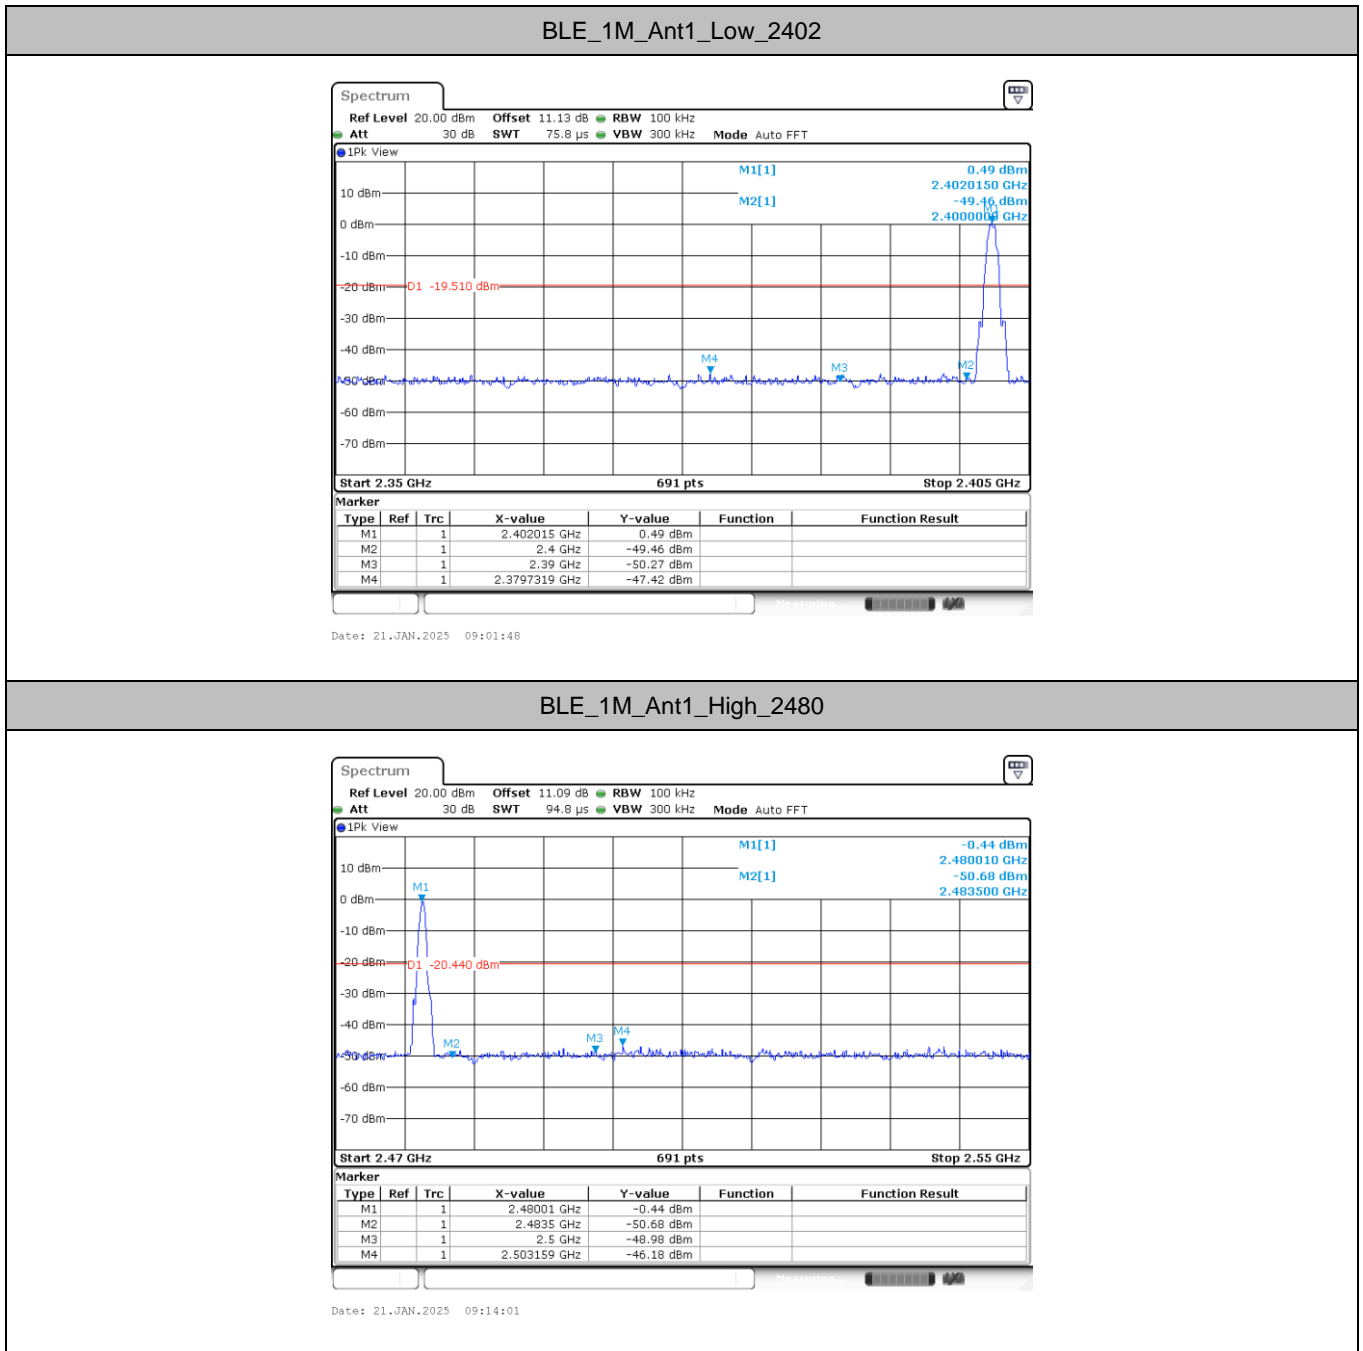 BLE_1M_Ant1_Low_2402
Spectrum
Ref Level 20.00 dBm Offset 11.13 dB RBW 100 kHz
Att 30 dB SWT 75.8 µs VBW 300 kHz Mode Auto FFT
1Pk View
M1[1] 0.49 dBm
2.4020150 GHz
M2[1] -49.46 dBm
2.4000000 GHz
M1
10 dBm
0 dBm
-10 dBm
-20 dBm
D1 -19.510 dBm
-30 dBm
-40 dBm
M4
M3
M2
-50 dBm
-60 dBm
-70 dBm
Start 2.35 GHz 691 pts Stop 2.405 GHz
Marker
Type Ref Trc X-value Y-value Function Function Result
M1 1 2.402015 GHz 0.49 dBm
M2 1 2.4 GHz -49.46 dBm
M3 1 2.39 GHz -50.27 dBm
M4 1 2.3797319 GHz -47.42 dBm
Measuring
Date: 21.JAN.2025 09:01:48
BLE_1M_Ant1_High_2480
Spectrum
Ref Level 20.00 dBm Offset 11.09 dB RBW 100 kHz
Att 30 dB SWT 94.8 µs VBW 300 kHz Mode Auto FFT
1Pk View
M1[1] -0.44 dBm
2.480010 GHz
M2[1] -50.68 dBm
2.483500 GHz
10 dBm
M1
0 dBm
-10 dBm
-20 dBm
D1 -20.440 dBm
-30 dBm
-40 dBm
M2
M3
M4
-50 dBm
-60 dBm
-70 dBm
Start 2.47 GHz 691 pts Stop 2.55 GHz
Marker
Type Ref Trc X-value Y-value Function Function Result
M1 1 2.48001 GHz -0.44 dBm
M2 1 2.4835 GHz -50.68 dBm
M3 1 2.5 GHz -48.98 dBm
M4 1 2.503159 GHz -46.18 dBm
Measuring
Date: 21.JAN.2025 09:14:01